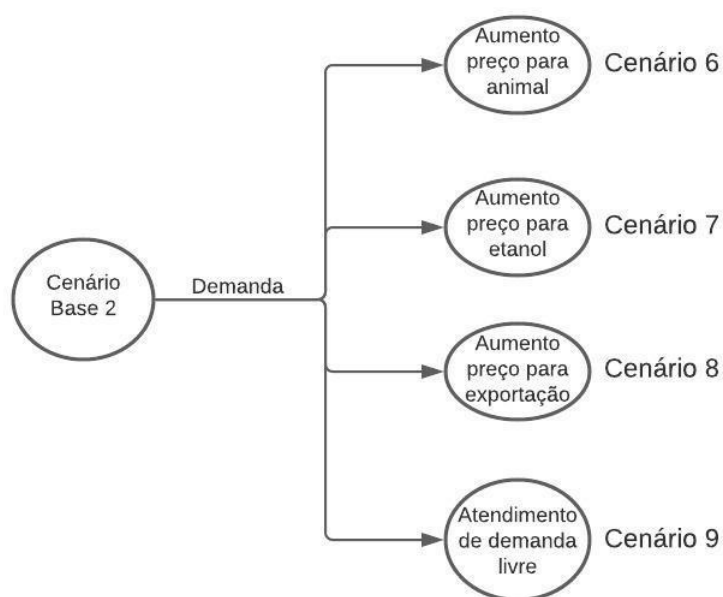 Aumento
preço para
animal
Cenário 6
Aumento
preço para
etanol
Cenário 7
Cenário
Base 2
Demanda
Aumento
preço para
exportação
Cenário 8
Atendimento
de demanda
livre
Cenário 9